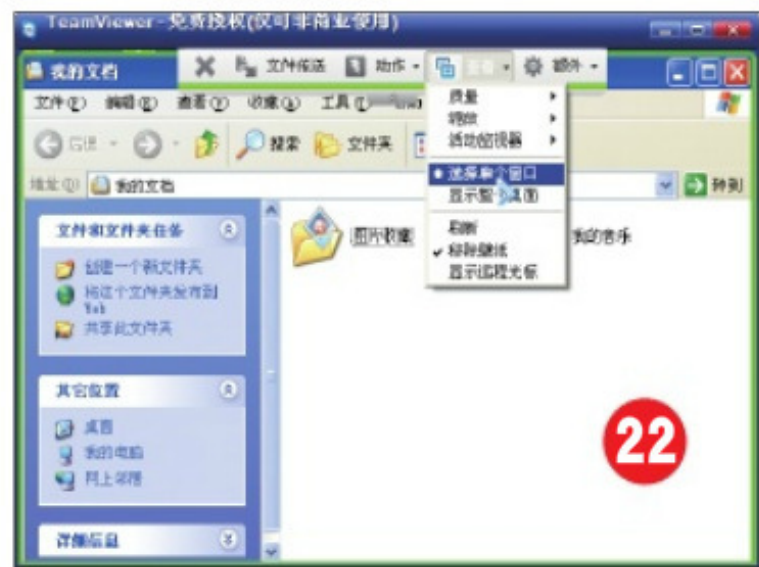 TeamViewer - 免费授权(仅可非商业使用)
我的文档
文件传送
动作
查看
额外
文件(F) 编辑(E) 查看(V) 收藏(A) 工具(T)
后退
搜索
文件夹
地址(D) 我的文档
转到
质量
缩放
活动监视器
选择单个窗口
显示整个桌面
刷新
移除壁纸
显示远程光标
文件和文件夹任务
创建一个新文件夹
将这个文件夹发布到
Web
共享此文件夹
其它位置
桌面
我的电脑
网上邻居
详细信息
图片收藏
我的音乐
22